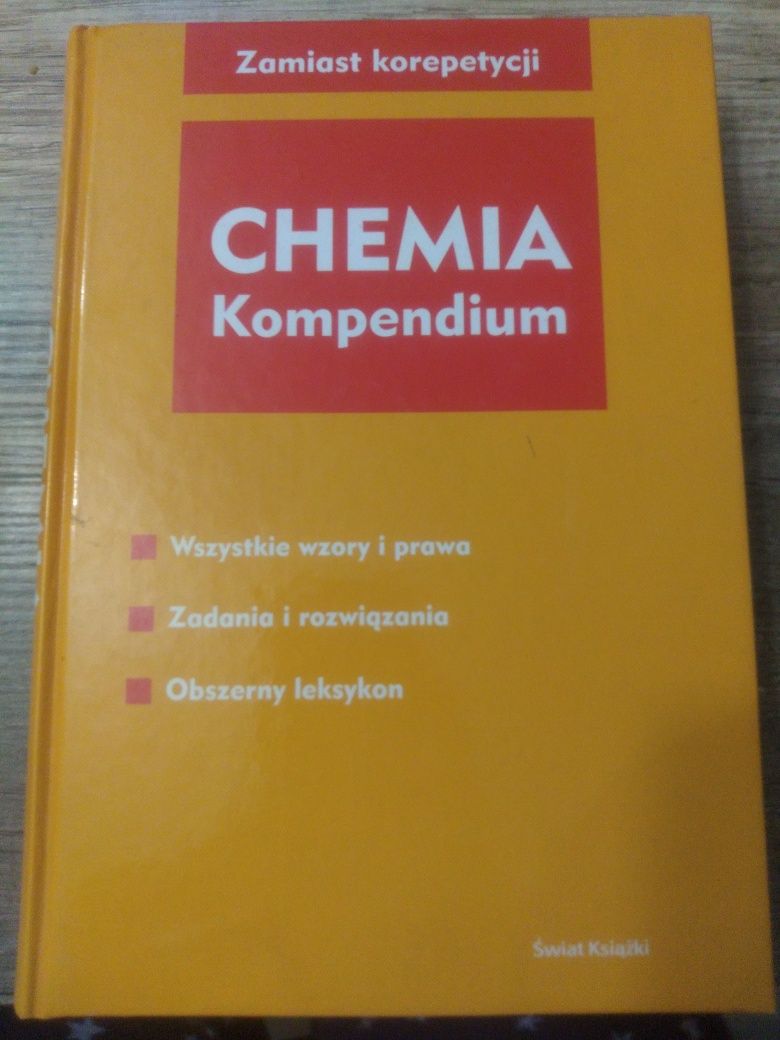 Zamiast korepetycji
CHEMIA
Kompendium
Wszystkie wzory i prawa
Zadania i rozwiązania
Obszerny leksykon
Świat Książki